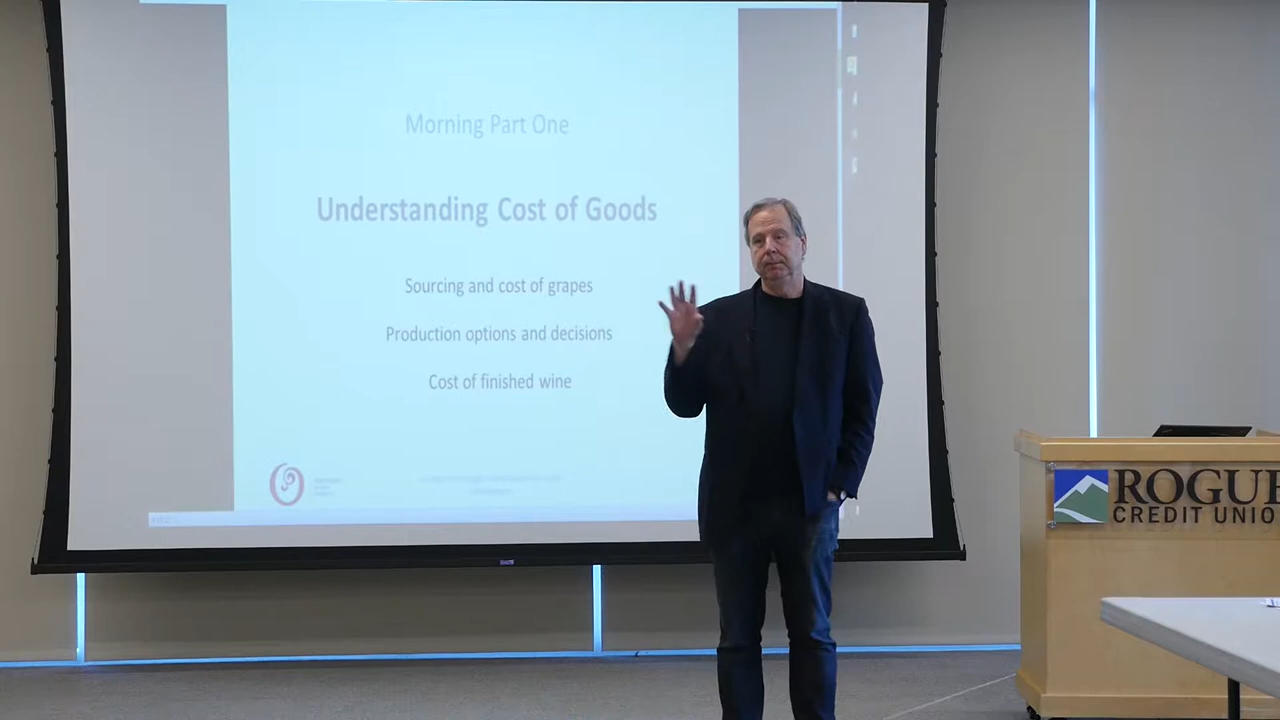 Morning Part One
Understanding Cost of Goods
Sourcing and cost of grapes
Production options and decisions
Cost of finished wine
ROGUE
CREDIT UNIO